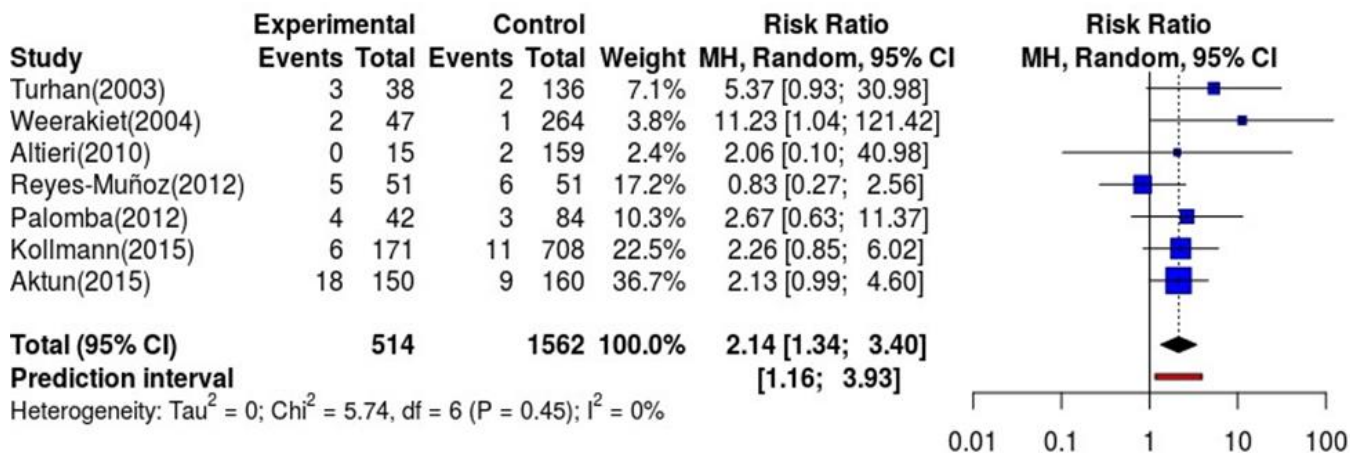 Experimental Control Risk Ratio Risk Ratio
Study Events Total Events Total Weight MH, Random, 95% CI MH, Random, 95% CI
Turhan(2003) 3 38 2 136 7.1% 5.37 [0.93; 30.98]
Weerakiet(2004) 2 47 1 264 3.8% 11.23 [1.04; 121.42]
Altieri(2010) 0 15 2 159 2.4% 2.06 [0.10; 40.98]
Reyes-Muñoz(2012) 5 51 6 51 17.2% 0.83 [0.27; 2.56]
Palomba(2012) 4 42 3 84 10.3% 2.67 [0.63; 11.37]
Kollmann(2015) 6 171 11 708 22.5% 2.26 [0.85; 6.02]
Aktun(2015) 18 150 9 160 36.7% 2.13 [0.99; 4.60]
Total (95% CI) 514 1562 100.0% 2.14 [1.34; 3.40]
Prediction interval [1.16; 3.93]
Heterogeneity: Tau² = 0; Chi² = 5.74, df = 6 (P = 0.45); I² = 0%
0.01 0.1 1 10 100